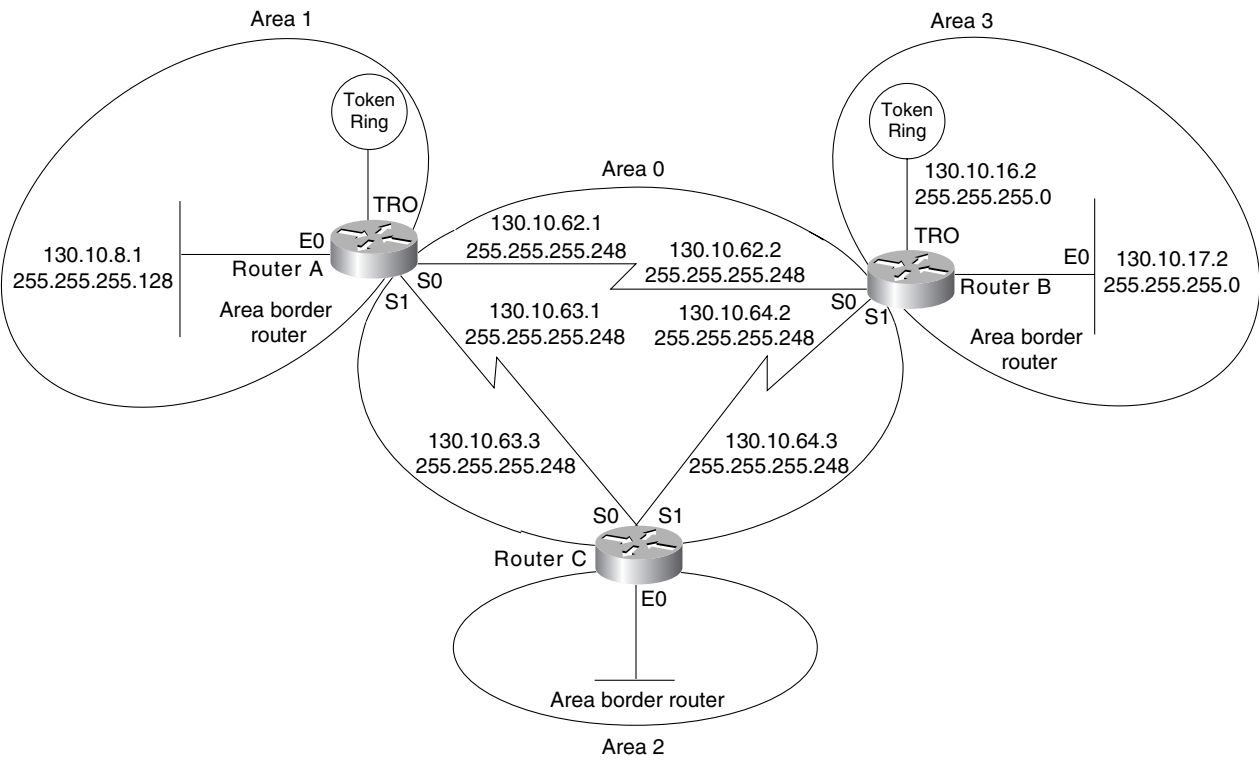 Area 1
Area 3
Token
Ring
Token
Ring
Area 0
130.10.16.2
255.255.255.0
TRO
130.10.62.1
255.255.255.248
TRO
130.10.8.1
255.255.255.128
E0
Router A
S0
130.10.62.2
255.255.255.248
E0
130.10.17.2
255.255.255.0
Router B
S0
S1
Area border
router
S1
130.10.63.1
255.255.255.248
130.10.64.2
255.255.255.248
Area border
router
130.10.63.3
255.255.255.248
130.10.64.3
255.255.255.248
S0
S1
Router C
E0
Area border router
Area 2